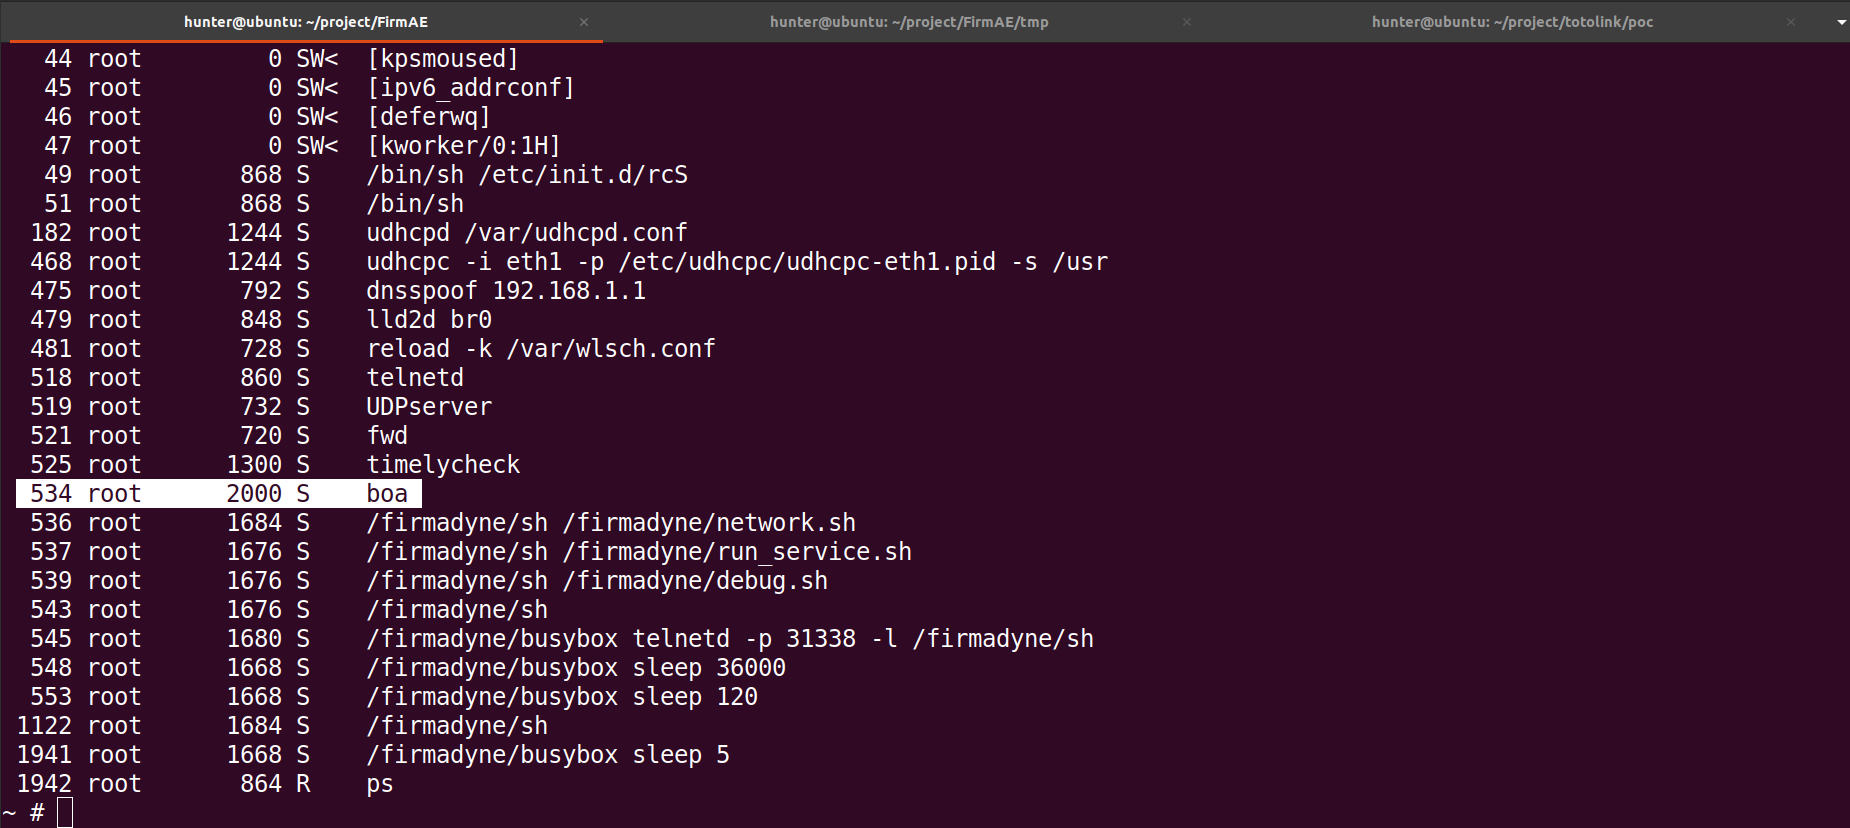 hunter@ubuntu: ~/project/FirmAE × hunter@ubuntu: ~/project/FirmAE/tmp × hunter@ubuntu: ~/project/totolink/poc ×
44 root 0 SW< [kpsmoused]
45 root 0 SW< [ipv6_addrconf]
46 root 0 SW< [deferwq]
47 root 0 SW< [kworker/0:1H]
49 root 868 S /bin/sh /etc/init.d/rcS
51 root 868 S /bin/sh
182 root 1244 S udhcpd /var/udhcpd.conf
468 root 1244 S udhcpc -i eth1 -p /etc/udhcpc/udhcpc-eth1.pid -s /usr
475 root 792 S dnsspoof 192.168.1.1
479 root 848 S lld2d br0
481 root 728 S reload -k /var/wlsch.conf
518 root 860 S telnetd
519 root 732 S UDPserver
521 root 720 S fwd
525 root 1300 S timelycheck
534 root 2000 S boa
536 root 1684 S /firmadyne/sh /firmadyne/network.sh
537 root 1676 S /firmadyne/sh /firmadyne/run_service.sh
539 root 1676 S /firmadyne/sh /firmadyne/debug.sh
543 root 1676 S /firmadyne/sh
545 root 1680 S /firmadyne/busybox telnetd -p 31338 -l /firmadyne/sh
548 root 1668 S /firmadyne/busybox sleep 36000
553 root 1668 S /firmadyne/busybox sleep 120
1122 root 1684 S /firmadyne/sh
1941 root 1668 S /firmadyne/busybox sleep 5
1942 root 864 R ps
~ #